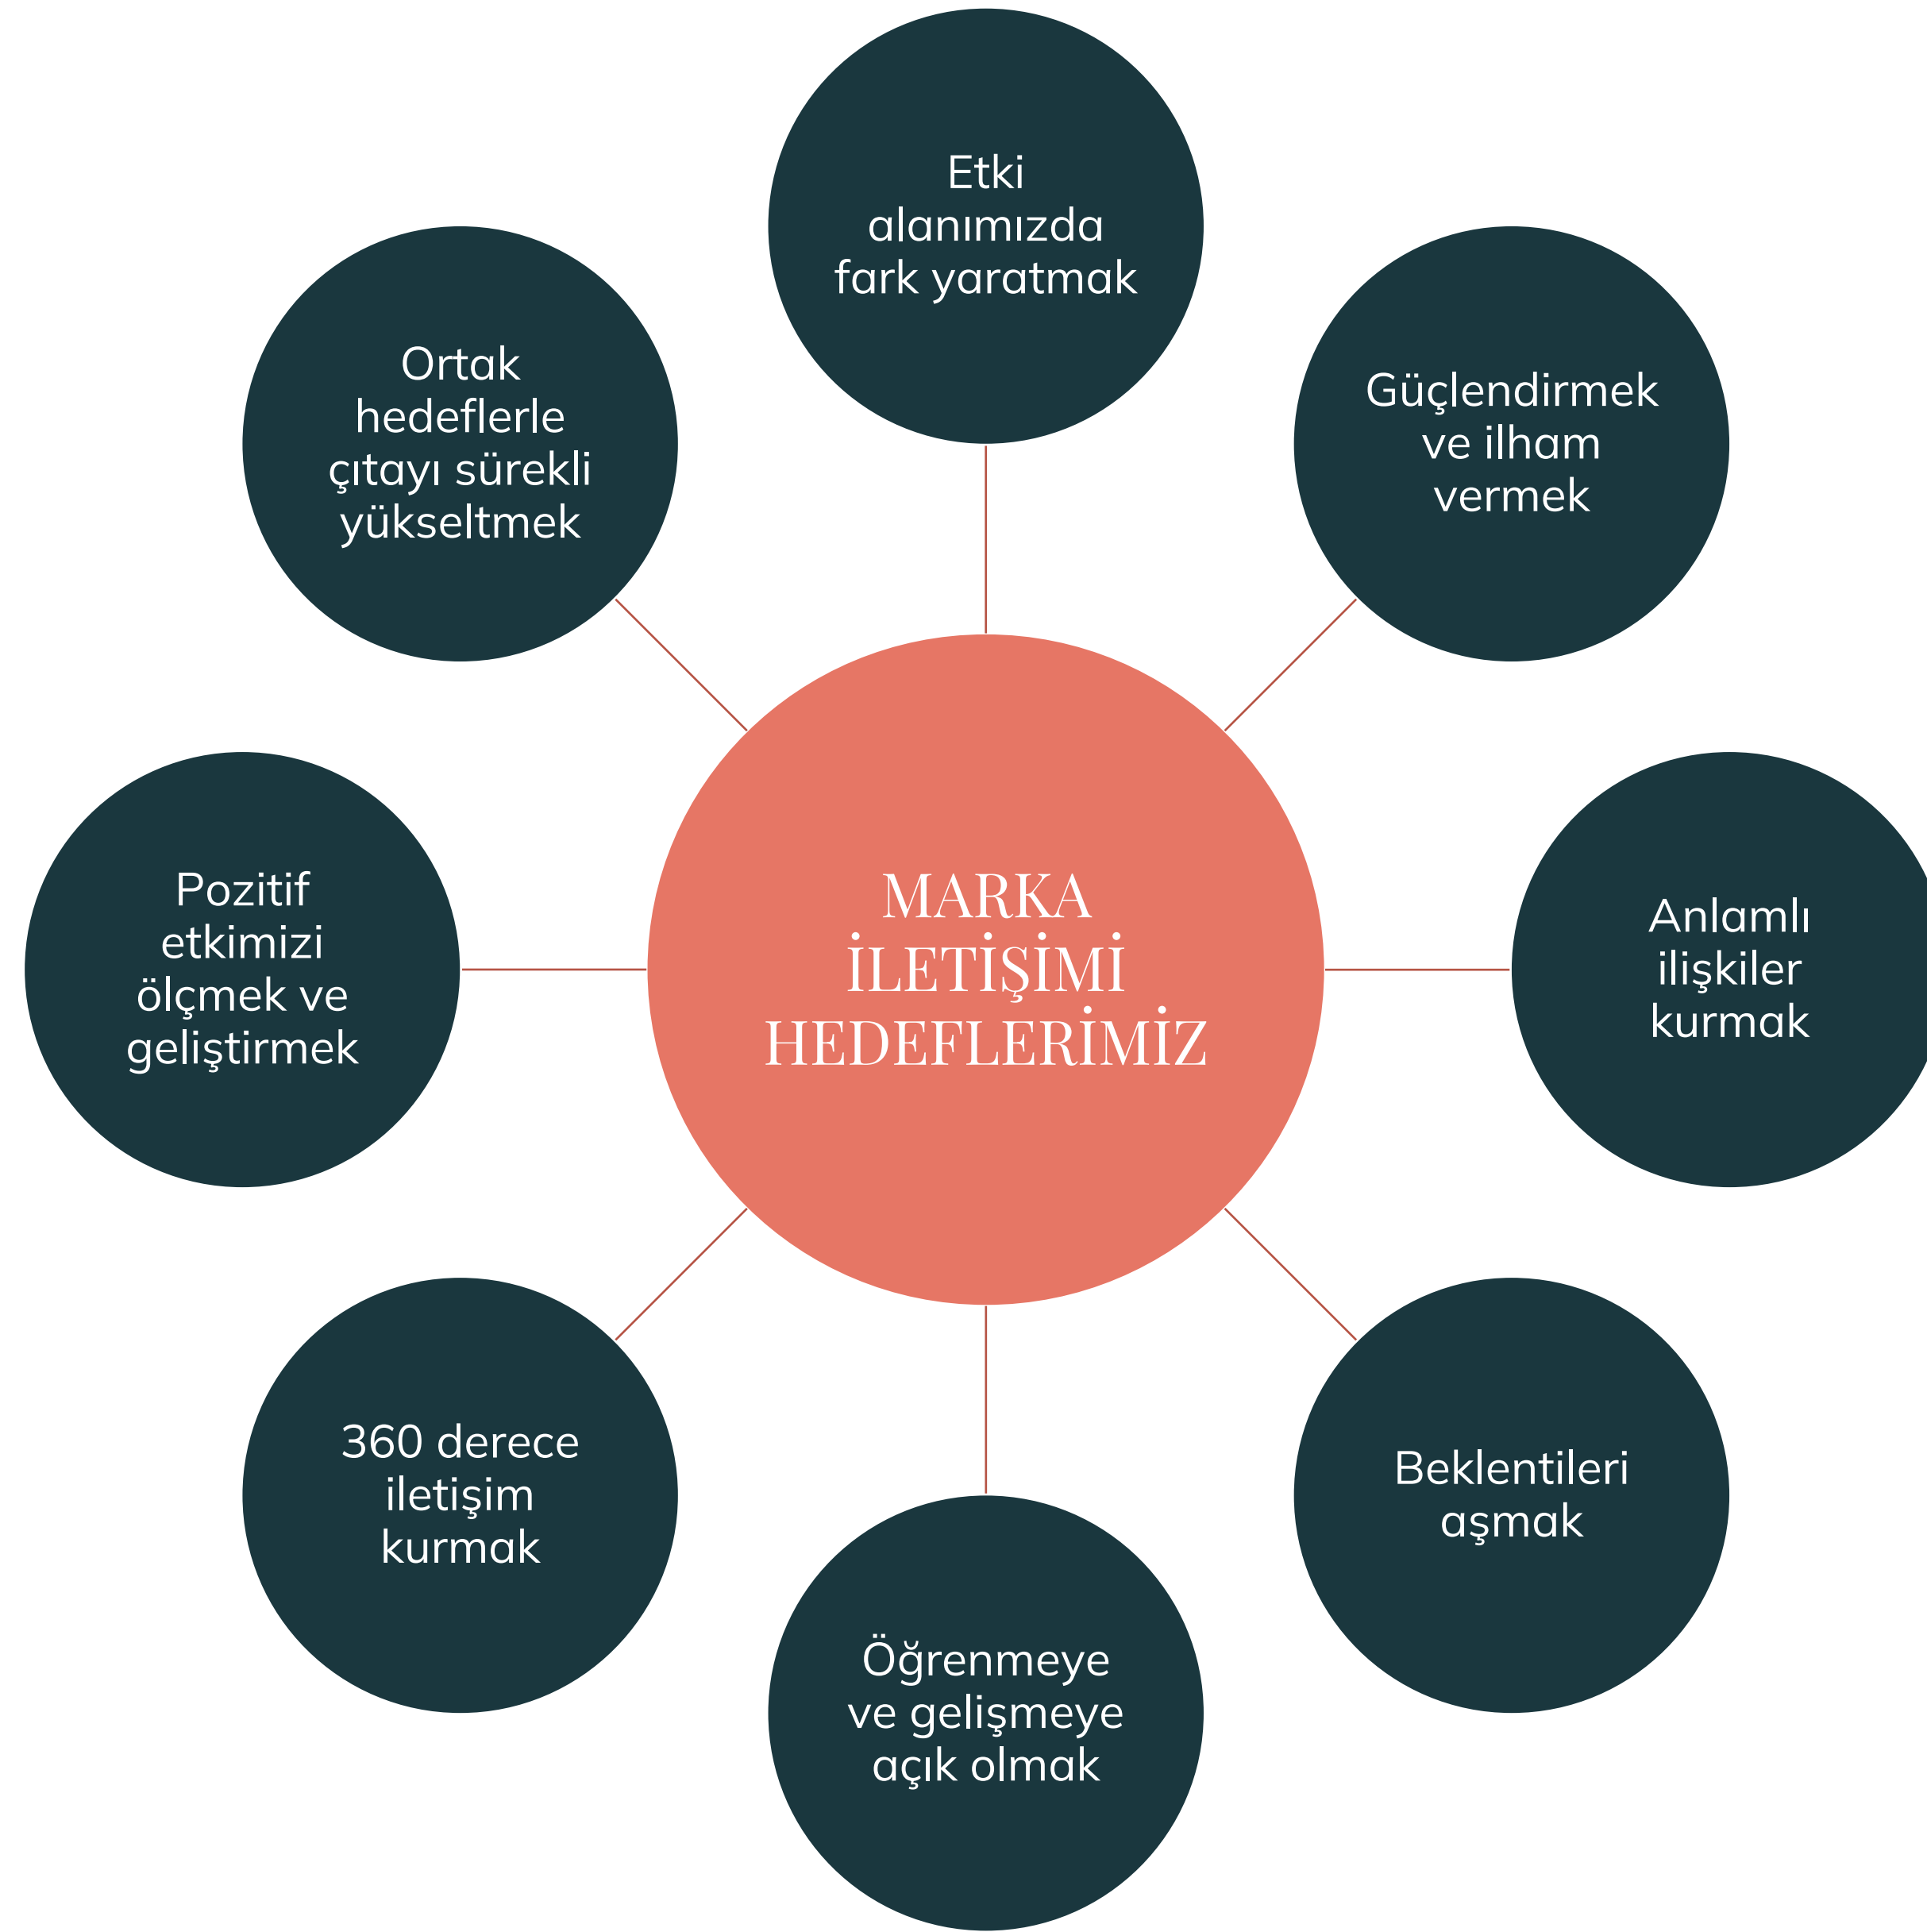 Etki
alanımızda
fark yaratmak
Güçlendirmek
ve ilham
vermek
Anlamlı
ilişkiler
kurmak
Beklentileri
aşmak
Öğrenmeye
ve gelişmeye
açık olmak
360 derece
iletişim
kurmak
Pozitif
etkimizi
ölçmek ve
geliştirmek
Ortak
hedeflerle
çıtayı sürekli
yükseltmek
MARKA
İLETİŞİMİ
HEDEFLERİMİZ